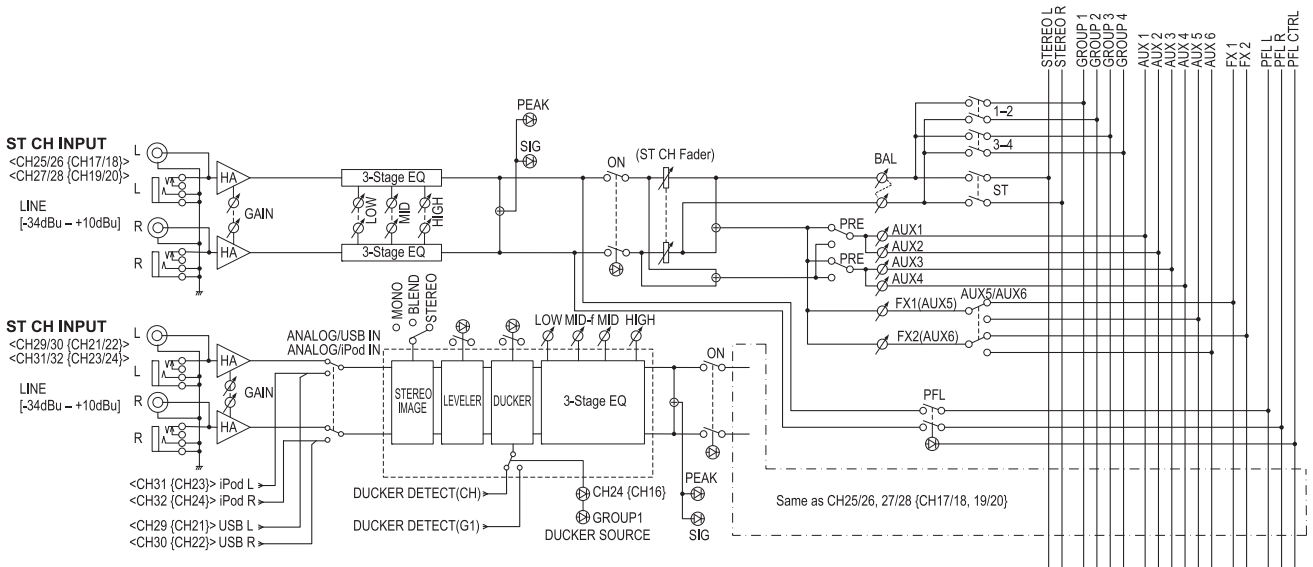 STEREO L
STEREO R
GROUP 1
GROUP 2
GROUP 3
GROUP 4
AUX 1
AUX 2
AUX 3
AUX 4
AUX 5
AUX 6
FX 1
FX 2
PFL L
PFL R
PFL CTRL
ST CH INPUT
<CH25/26 {CH17/18}>
<CH27/28 {CH19/20}>
LINE
[-34dBu – +10dBu]
L
L
R
R
HA
HA
GAIN
3-Stage EQ
LOW
MID
HIGH
3-Stage EQ
PEAK
SIG
ON
(ST CH Fader)
BAL
1–2
3–4
ST
PRE
PRE
AUX1
AUX2
AUX3
AUX4
FX1(AUX5)
AUX5/AUX6
FX2(AUX6)
PFL
ST CH INPUT
<CH29/30 {CH21/22}>
<CH31/32 {CH23/24}>
LINE
[-34dBu – +10dBu]
L
L
R
R
HA
HA
GAIN
ANALOG/USB IN
ANALOG/iPod IN
MONO
BLEND
STEREO
LOW MID-f MID HIGH
STEREO
IMAGE
LEVELER
DUCKER
3-Stage EQ
ON
<CH31 {CH23}> iPod L
<CH32 {CH24}> iPod R
<CH29 {CH21}> USB L
<CH30 {CH22}> USB R
DUCKER DETECT(CH)
DUCKER DETECT(G1)
CH24 {CH16}
GROUP1
DUCKER SOURCE
PEAK
SIG
Same as CH25/26, 27/28 {CH17/18, 19/20}